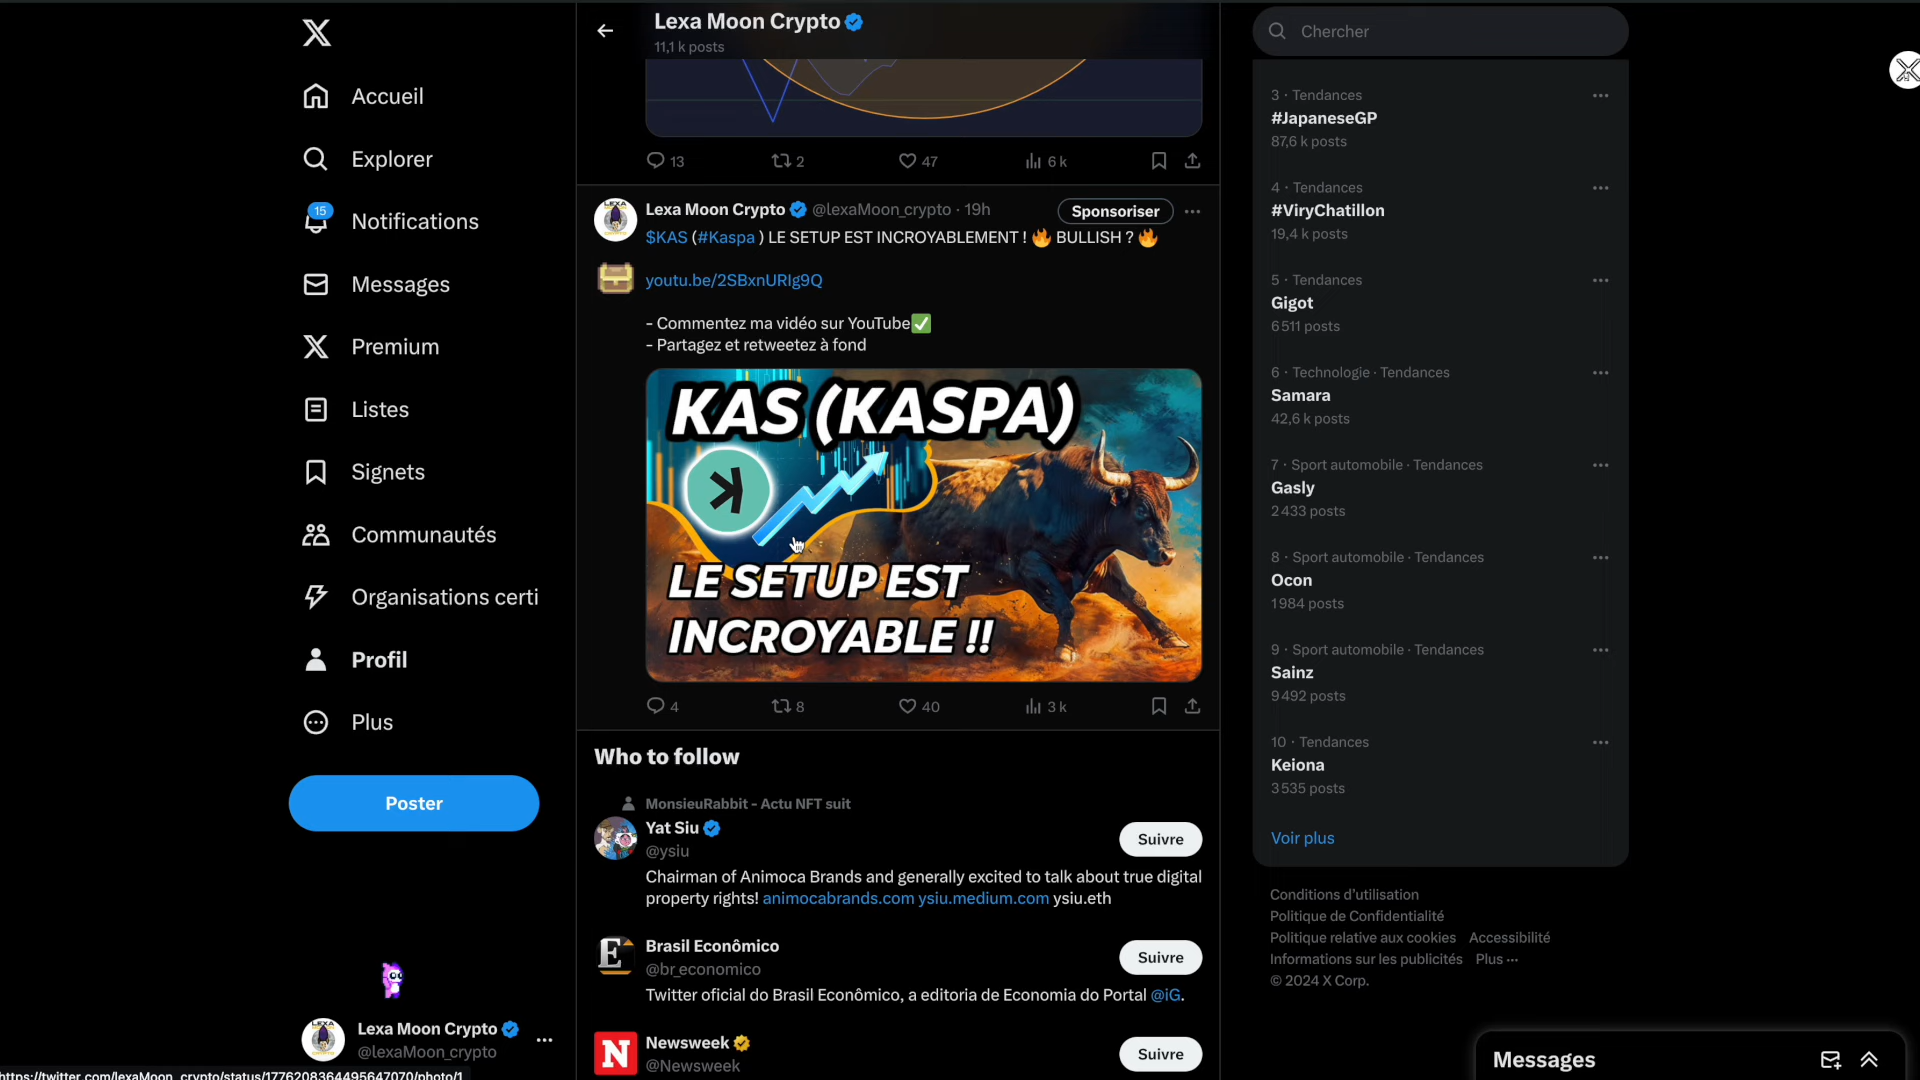 Accueil
Explorer
15
Notifications
Messages
Premium
Listes
Signets
Communautés
Organisations certi
Profil
Plus
Poster
LEXA
Lexa Moon Crypto
@lexaMoon_crypto
https://twitter.com/lexaMoon_crypto/status/1776208364495647070/photo/1
Lexa Moon Crypto
11,1 k posts
13
2
47
6 k
LEXA
Lexa Moon Crypto @lexaMoon_crypto · 19h
Sponsoriser
$KAS (#Kaspa ) LE SETUP EST INCROYABLEMENT ! 🔥 BULLISH ? 🔥
youtu.be/2SBxnURIg9Q
- Commentez ma vidéo sur YouTube✅
- Partagez et retweetez à fond
KAS (KASPA)
LE SETUP EST
INCROYABLE !!
4
8
40
3 k
Who to follow
MonsieuRabbit - Actu NFT suit
Yat Siu
@ysiu
Suivre
Chairman of Animoca Brands and generally excited to talk about true digital
property rights! animocabrands.com ysiu.medium.com ysiu.eth
E
Brasil Econômico
@br_economico
Suivre
Twitter oficial do Brasil Econômico, a editoria de Economia do Portal @iG.
N
Newsweek
@Newsweek
Suivre
Chercher
3 · Tendances
#JapaneseGP
87,6 k posts
4 · Tendances
#ViryChatillon
19,4 k posts
5 · Tendances
Gigot
6 511 posts
6 · Technologie · Tendances
Samara
42,6 k posts
7 · Sport automobile · Tendances
Gasly
2 433 posts
8 · Sport automobile · Tendances
Ocon
1 984 posts
9 · Sport automobile · Tendances
Sainz
9 492 posts
10 · Tendances
Keiona
3 535 posts
Voir plus
Conditions d’utilisation
Politique de Confidentialité
Politique relative aux cookies Accessibilité
Informations sur les publicités Plus ···
© 2024 X Corp.
Messages